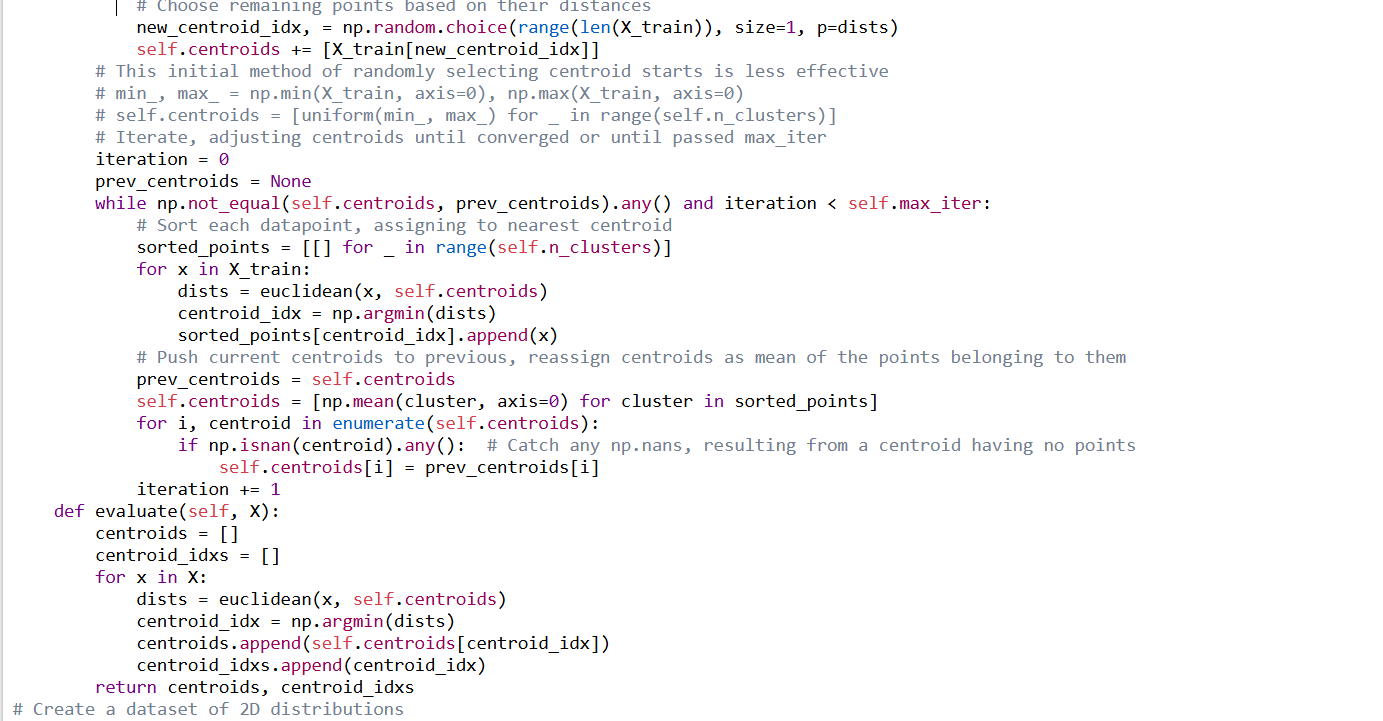 # Choose remaining points based on their distances
new_centroid_idx, = np.random.choice(range(len(X_train)), size=1, p=dists)
self.centroids += [X_train[new_centroid_idx]]
# This initial method of randomly selecting centroid starts is less effective
# min_, max_ = np.min(X_train, axis=0), np.max(X_train, axis=0)
# self.centroids = [uniform(min_, max_) for _ in range(self.n_clusters)]
# Iterate, adjusting centroids until converged or until passed max_iter
iteration = 0
prev_centroids = None
while np.not_equal(self.centroids, prev_centroids).any() and iteration < self.max_iter:
# Sort each datapoint, assigning to nearest centroid
sorted_points = [[] for _ in range(self.n_clusters)]
for x in X_train:
dists = euclidean(x, self.centroids)
centroid_idx = np.argmin(dists)
sorted_points[centroid_idx].append(x)
# Push current centroids to previous, reassign centroids as mean of the points belonging to them
prev_centroids = self.centroids
self.centroids = [np.mean(cluster, axis=0) for cluster in sorted_points]
for i, centroid in enumerate(self.centroids):
if np.isnan(centroid).any():  # Catch any np.nans, resulting from a centroid having no points
self.centroids[i] = prev_centroids[i]
iteration += 1
def evaluate(self, X):
centroids = []
centroid_idxs = []
for x in X:
dists = euclidean(x, self.centroids)
centroid_idx = np.argmin(dists)
centroids.append(self.centroids[centroid_idx])
centroid_idxs.append(centroid_idx)
return centroids, centroid_idxs
# Create a dataset of 2D distributions